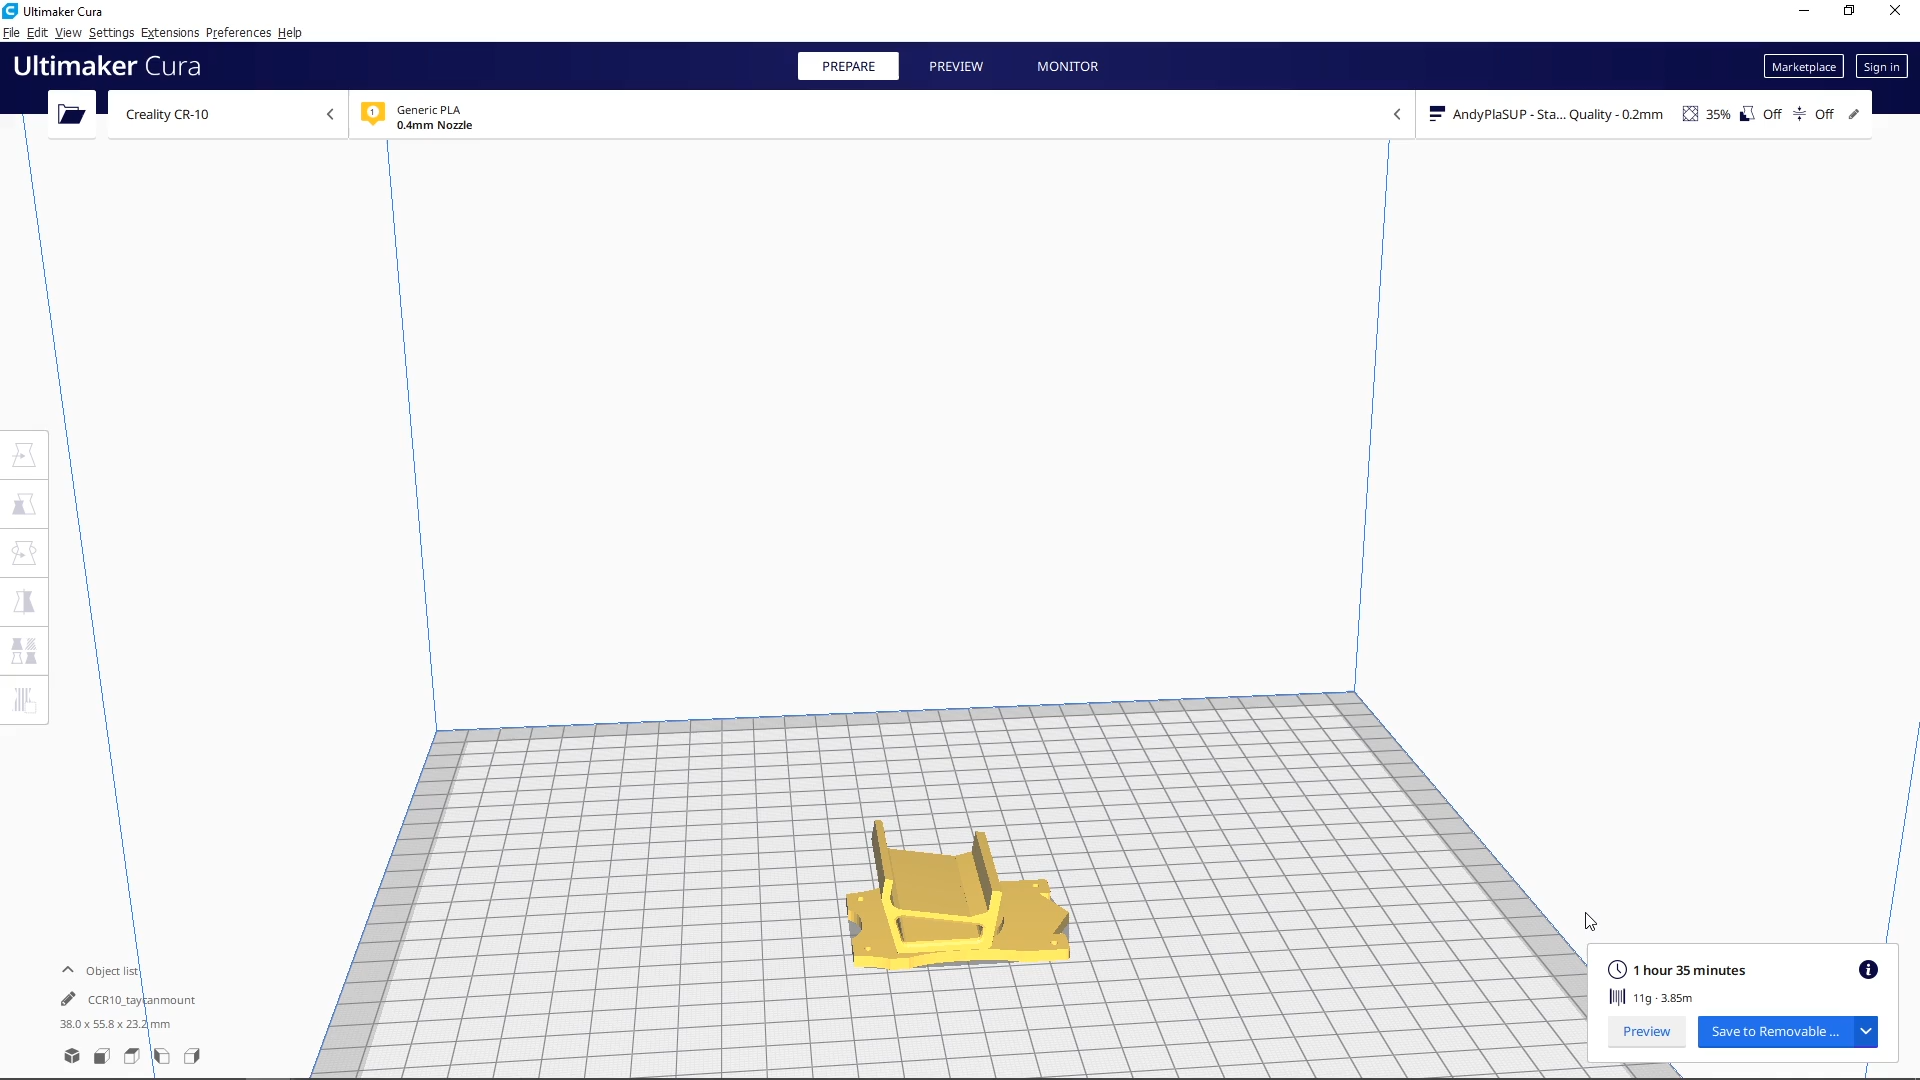 Ultimaker Cura
File Edit View Settings Extensions Preferences Help
Ultimaker Cura
PREPARE
PREVIEW
MONITOR
Marketplace
Sign in
Creality CR-10
1
Generic PLA
0.4mm Nozzle
AndyPlaSUP - Sta... Quality - 0.2mm
35%
Off
Off
Object list
CCR10_taycanmount
38.0 x 55.8 x 23.2 mm
1 hour 35 minutes
11g · 3.85m
Preview
Save to Removable ...